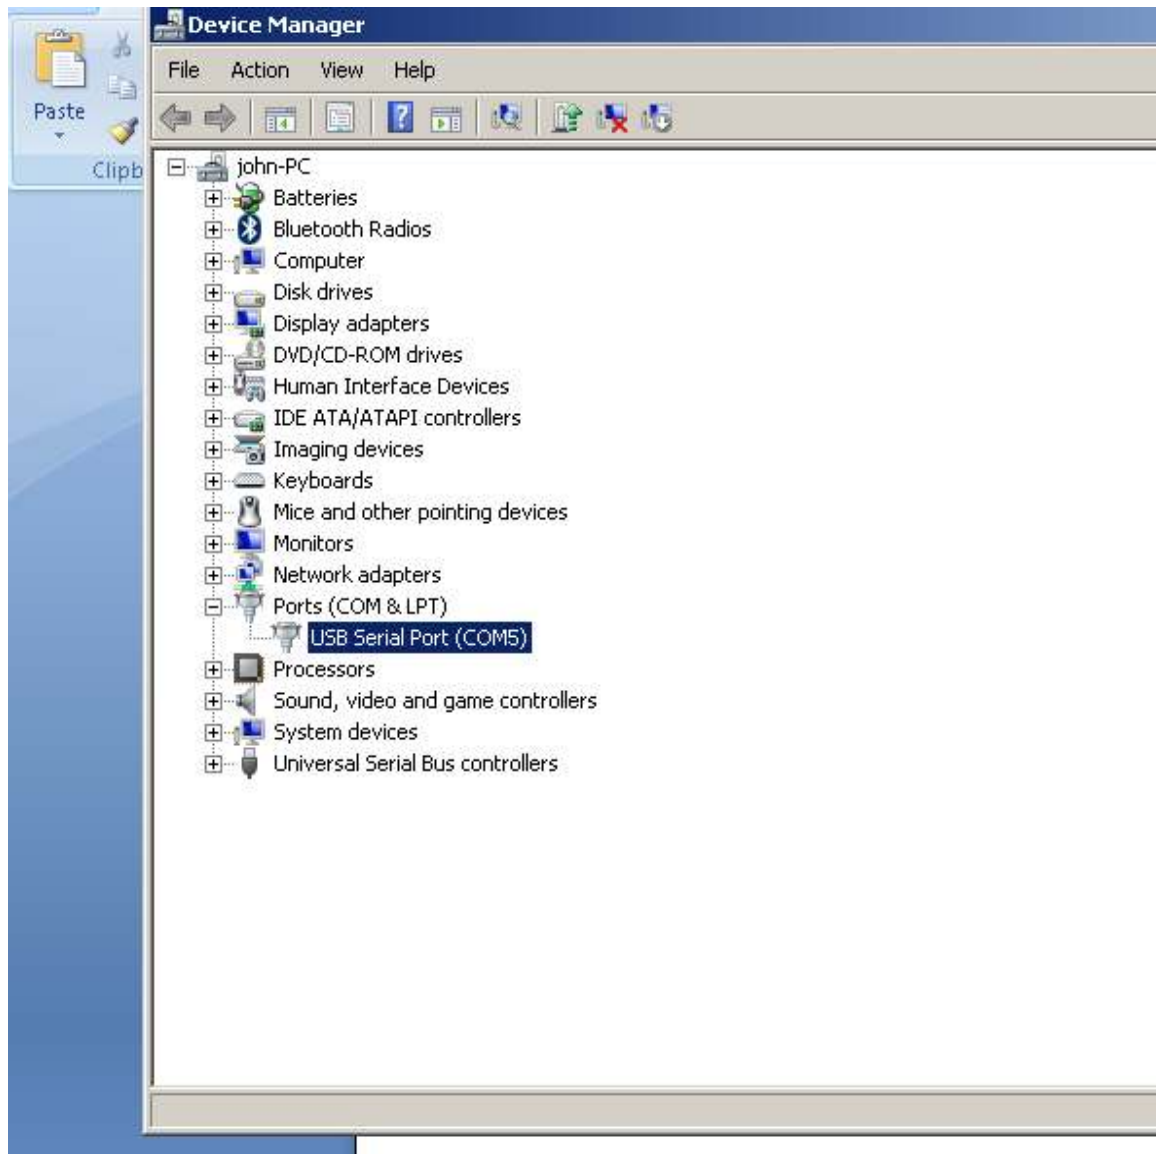 Device Manager
File Action View Help
Paste
Clipb
john-PC
Batteries
Bluetooth Radios
Computer
Disk drives
Display adapters
DVD/CD-ROM drives
Human Interface Devices
IDE ATA/ATAPI controllers
Imaging devices
Keyboards
Mice and other pointing devices
Monitors
Network adapters
Ports (COM & LPT)
USB Serial Port (COM5)
Processors
Sound, video and game controllers
System devices
Universal Serial Bus controllers